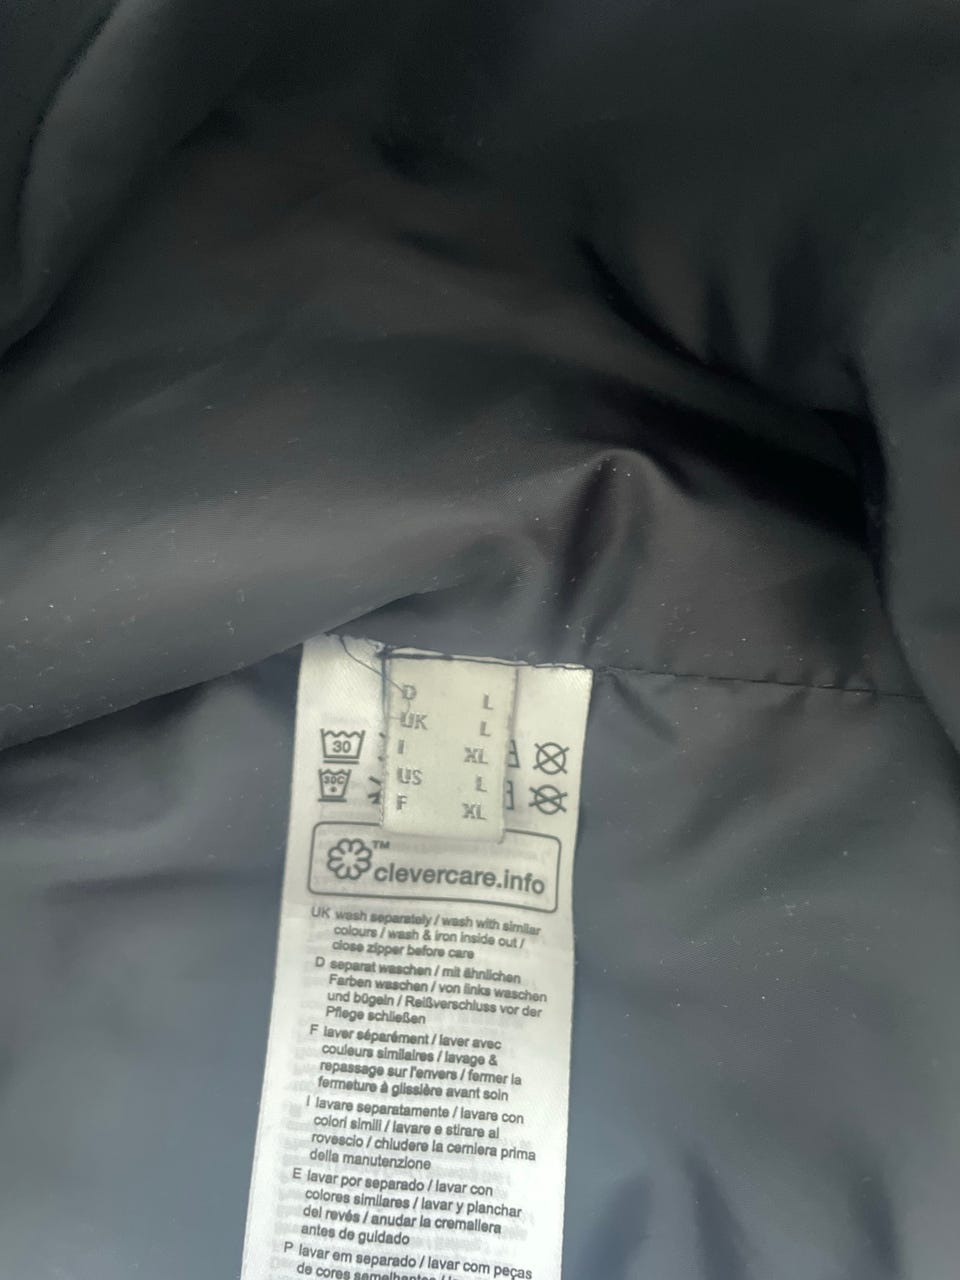 D L
UK L
I XL
US L
F XL
30
30C
™
clevercare.info
UK wash separately / wash with similar
colours / wash & iron inside out /
close zipper before care
D separat waschen / mit ähnlichen
Farben waschen / von links waschen
und bügeln / Reißverschluss vor der
Pflege schließen
F laver séparément / laver avec
couleurs similaires / lavage &
repassage sur l'envers / fermer la
fermeture à glissière avant soin
I lavare separatamente / lavare con
colori simili / lavare e stirare al
rovescio / chiudere la cerniera prima
della manutenzione
E lavar por separado / lavar con
colores similares / lavar y planchar
del revés / anudar la cremallera
antes de guidado
P lavar em separado / lavar com peças
de cores semelhantes /